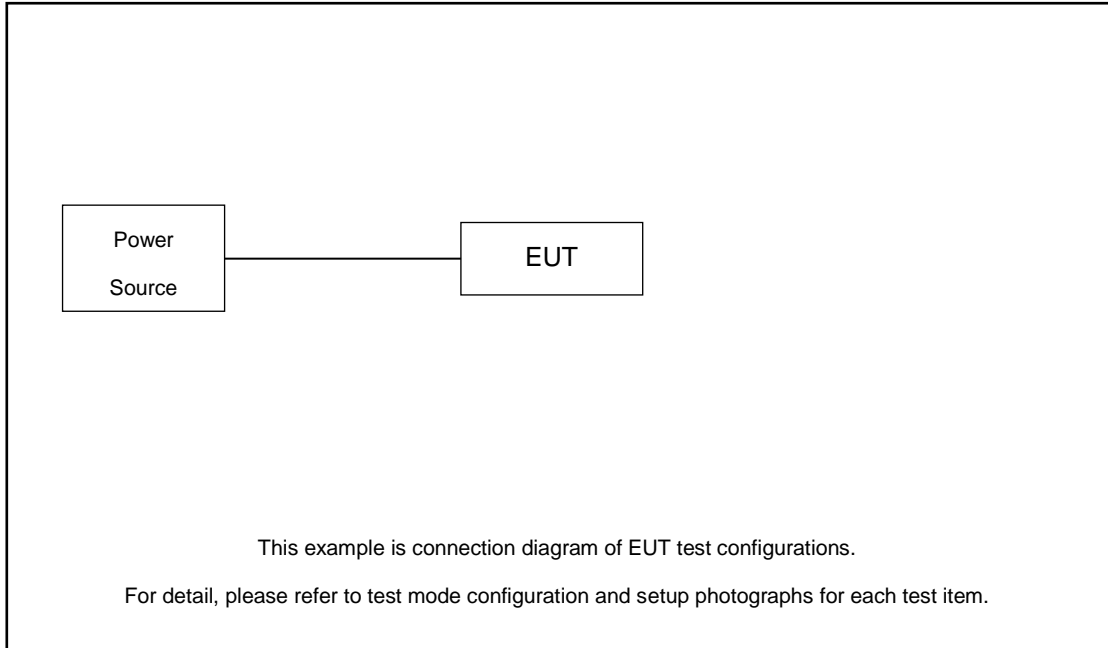 Power
Source
EUT
This example is connection diagram of EUT test configurations.
For detail, please refer to test mode configuration and setup photographs for each test item.